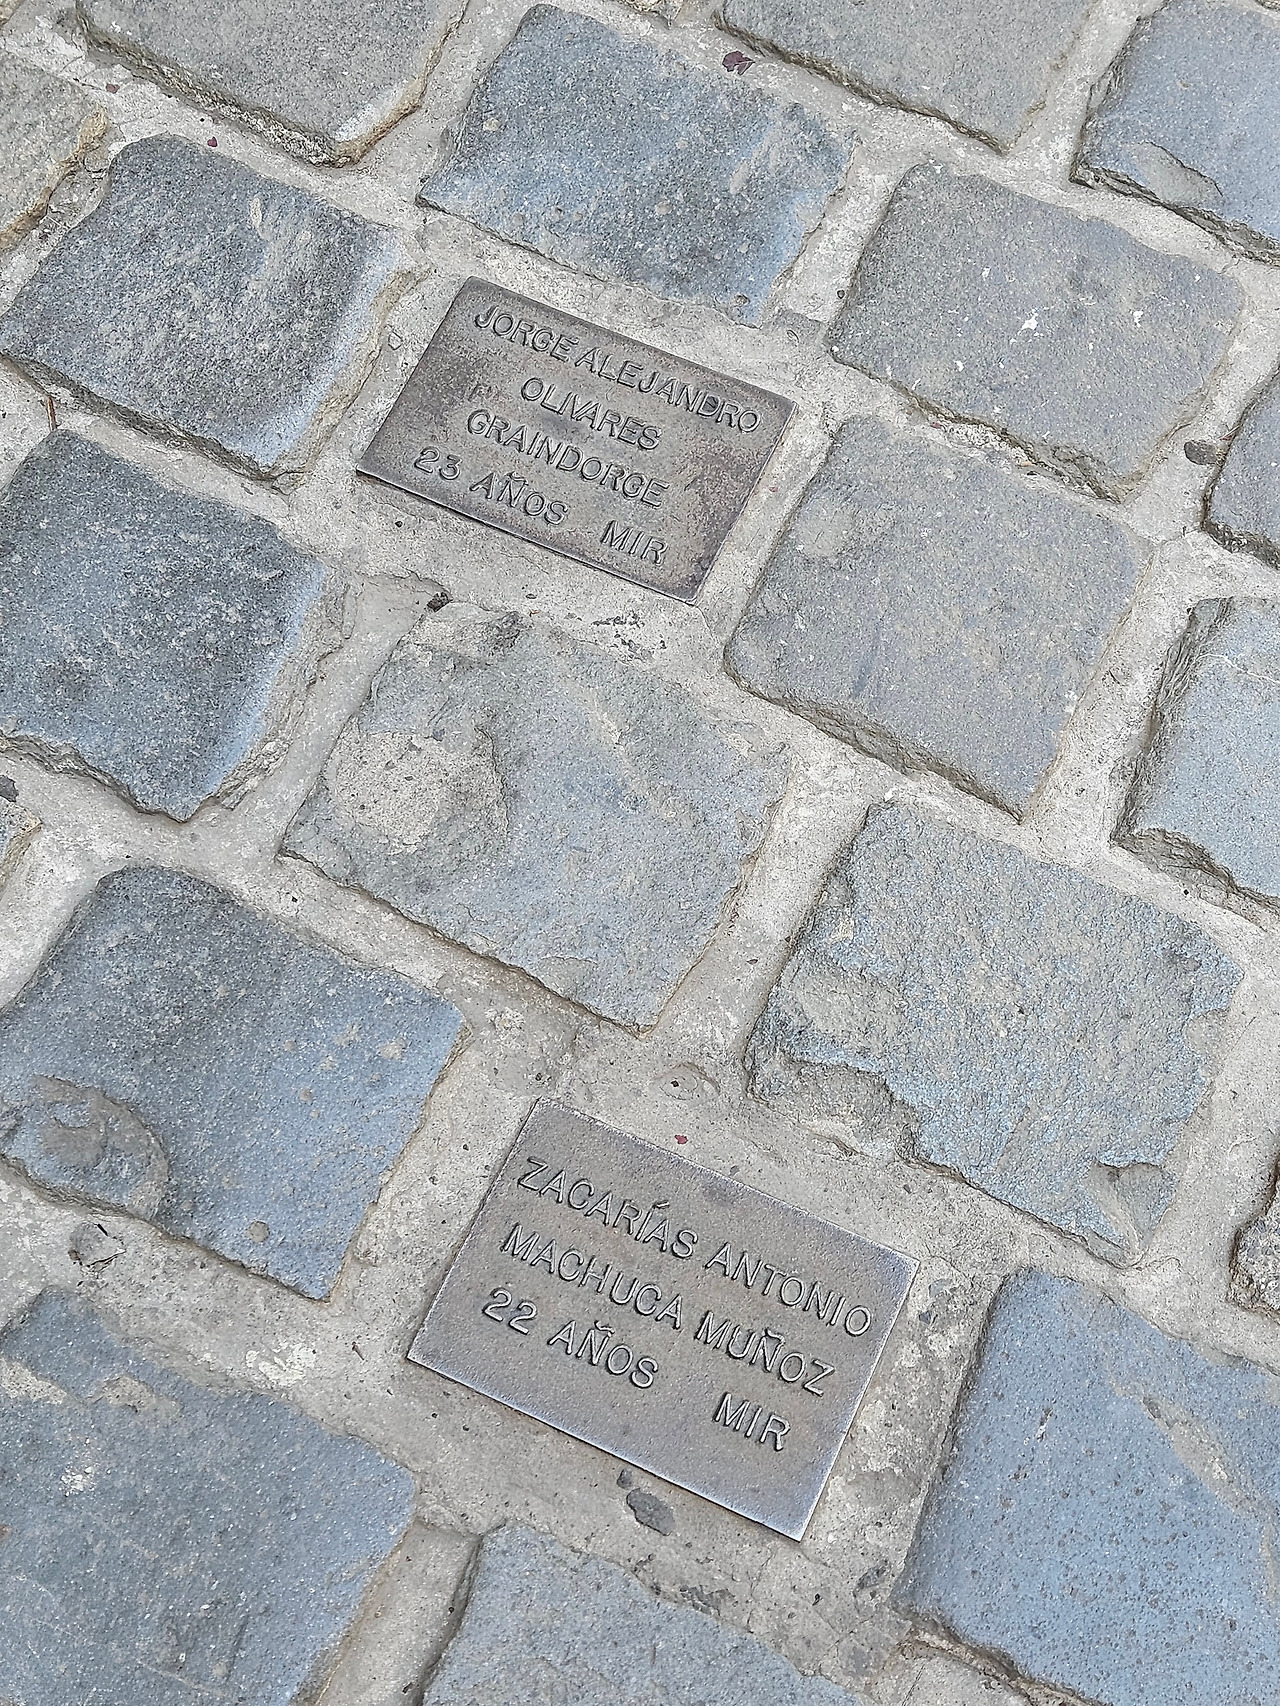 JORGE ALEJANDRO
OLIVARES
GRAINDORGE
23 AÑOS MIR
ZACARÍAS ANTONIO
MACHUCA MUÑOZ
22 AÑOS MIR